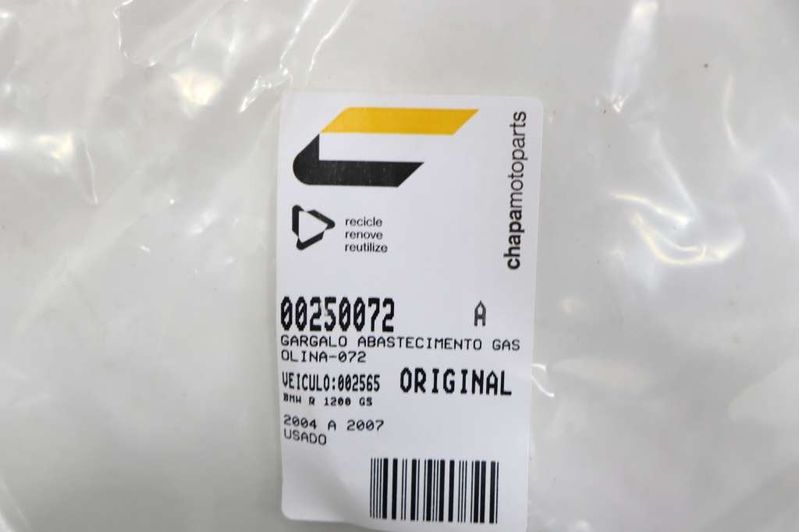 chapamotoparts
recicle
renove
reutilize
00250072 A
GARGALO ABASTECIMENTO GAS
OLINA-072
VEICULO:002565 ORIGINAL
BMW R 1200 GS
2004 A 2007
USADO